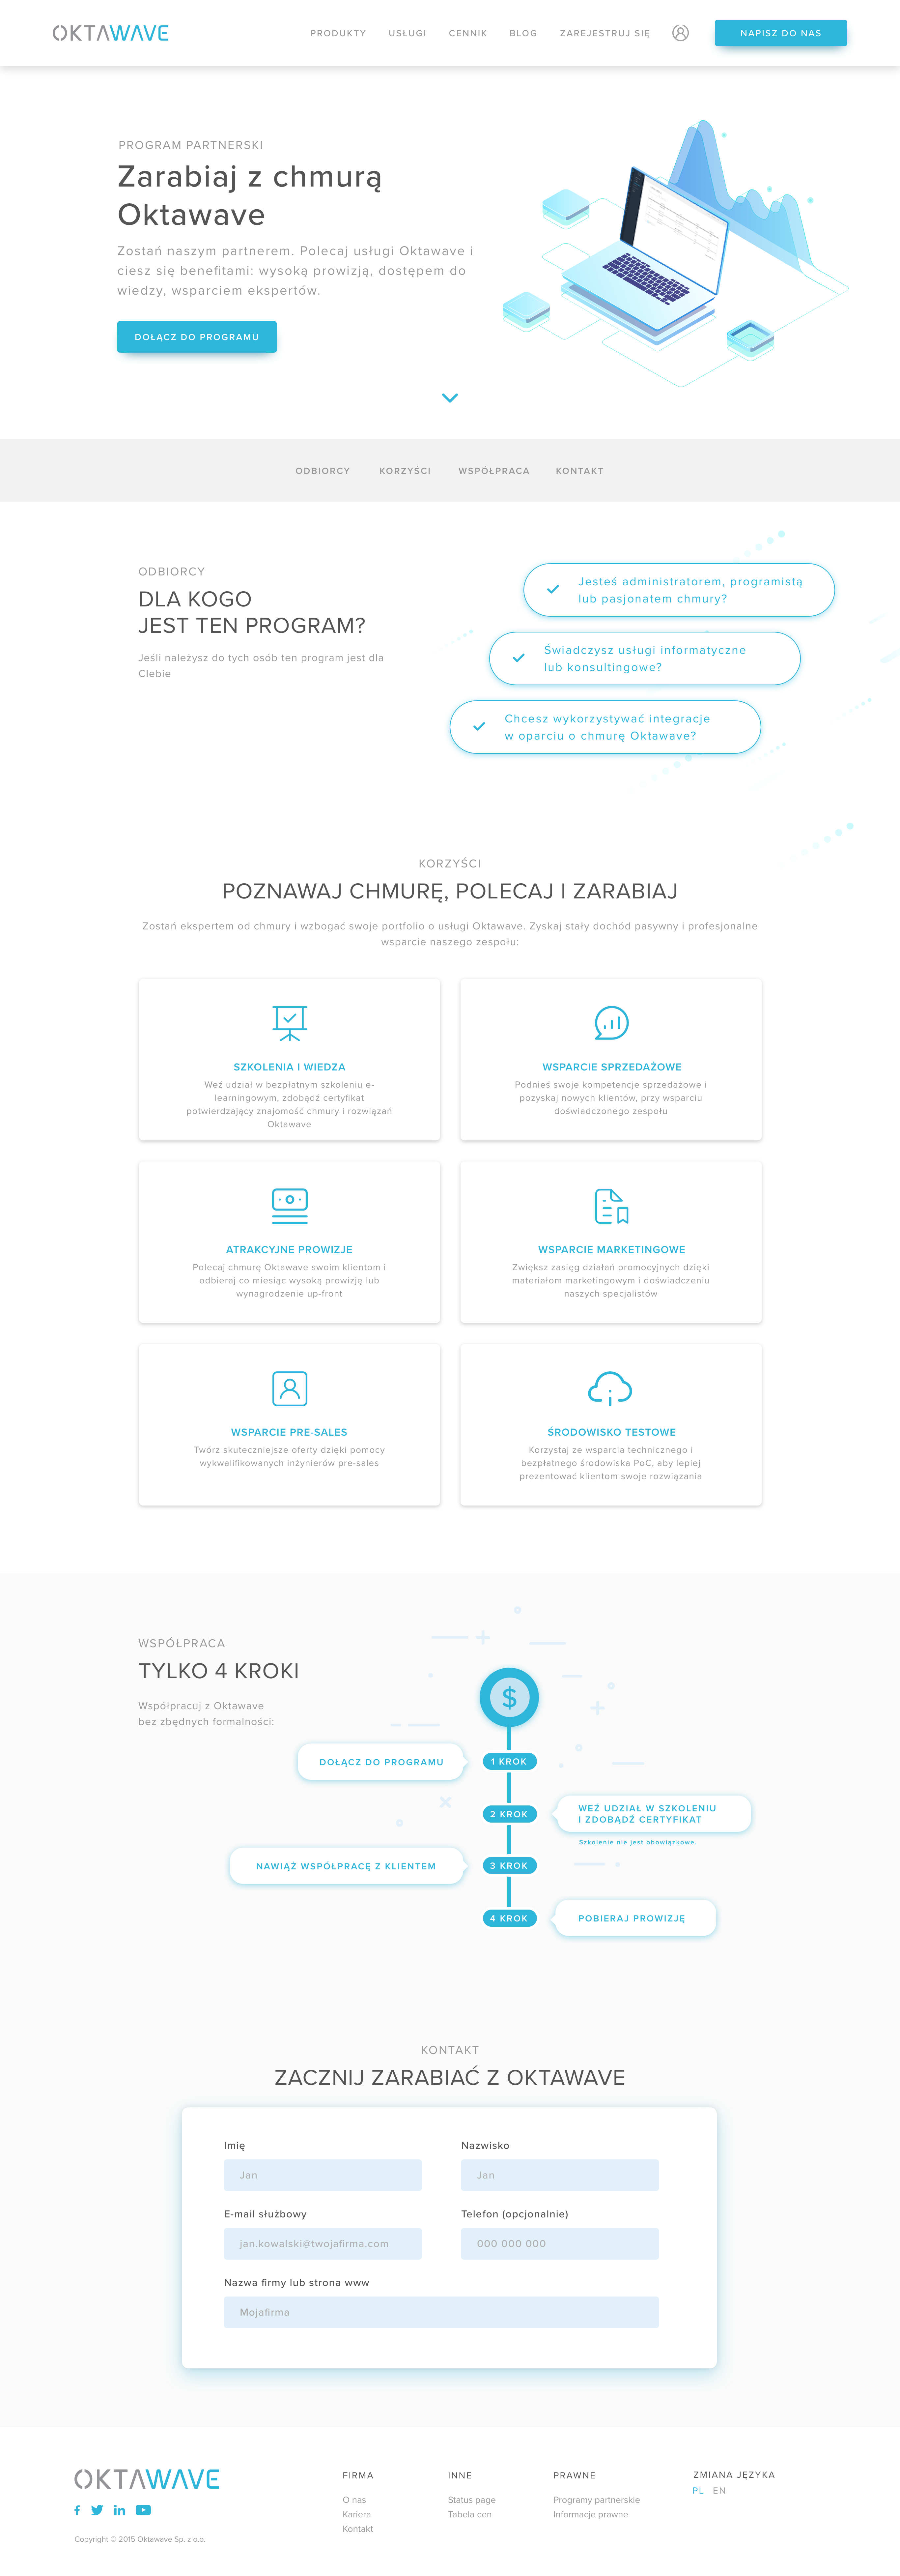 OKTAWAVE
PRODUKTY USŁUGI CENNIK BLOG ZAREJESTRUJ SIĘ NAPISZ DO NAS
PROGRAM PARTNERSKI
Zarabiaj z chmurą
Oktawave
Zostań naszym partnerem. Polecaj usługi Oktawave i
ciesz się benefitami: wysoką prowizją, dostępem do
wiedzy, wsparciem ekspertów.
DOŁĄCZ DO PROGRAMU
ODBIORCY KORZYŚCI WSPÓŁPRACA KONTAKT
ODBIORCY
DLA KOGO
JEST TEN PROGRAM?
Jeśli należysz do tych osób ten program jest dla
CIebie
Jesteś administratorem, programistą
lub pasjonatem chmury?
Świadczysz usługi informatyczne
lub konsultingowe?
Chcesz wykorzystywać integracje
w oparciu o chmurę Oktawave?
KORZYŚCI
POZNAWAJ CHMURĘ, POLECAJ I ZARABIAJ
Zostań ekspertem od chmury i wzbogać swoje portfolio o usługi Oktawave. Zyskaj stały dochód pasywny i profesjonalne
wsparcie naszego zespołu:
SZKOLENIA I WIEDZA
Weź udział w bezpłatnym szkoleniu e-
learningowym, zdobądź certyfikat
potwierdzający znajomość chmury i rozwiązań
Oktawave
WSPARCIE SPRZEDAŻOWE
Podnieś swoje kompetencje sprzedażowe i
pozyskaj nowych klientów, przy wsparciu
doświadczonego zespołu
ATRAKCYJNE PROWIZJE
Polecaj chmurę Oktawave swoim klientom i
odbieraj co miesiąc wysoką prowizję lub
wynagrodzenie up-front
WSPARCIE MARKETINGOWE
Zwiększ zasięg działań promocyjnych dzięki
materiałom marketingowym i doświadczeniu
naszych specjalistów
WSPARCIE PRE-SALES
Twórz skuteczniejsze oferty dzięki pomocy
wykwalifikowanych inżynierów pre-sales
ŚRODOWISKO TESTOWE
Korzystaj ze wsparcia technicznego i
bezpłatnego środowiska PoC, aby lepiej
prezentować klientom swoje rozwiązania
WSPÓŁPRACA
TYLKO 4 KROKI
Współpracuj z Oktawave
bez zbędnych formalności:
$
DOŁĄCZ DO PROGRAMU
1 KROK
2 KROK
WEŹ UDZIAŁ W SZKOLENIU
I ZDOBĄDŹ CERTYFIKAT
Szkolenie nie jest obowiązkowe.
NAWIĄŻ WSPÓŁPRACĘ Z KLIENTEM
3 KROK
4 KROK
POBIERAJ PROWIZJĘ
KONTAKT
ZACZNIJ ZARABIAĆ Z OKTAWAVE
Imię
Jan
Nazwisko
Jan
E-mail służbowy
jan.kowalski@twojafirma.com
Telefon (opcjonalnie)
000 000 000
Nazwa firmy lub strona www
Mojafirma
OKTAWAVE
Copyright © 2015 Oktawave Sp. z o.o.
FIRMA
O nas
Kariera
Kontakt
INNE
Status page
Tabela cen
PRAWNE
Programy partnerskie
Informacje prawne
ZMIANA JĘZYKA
PL EN